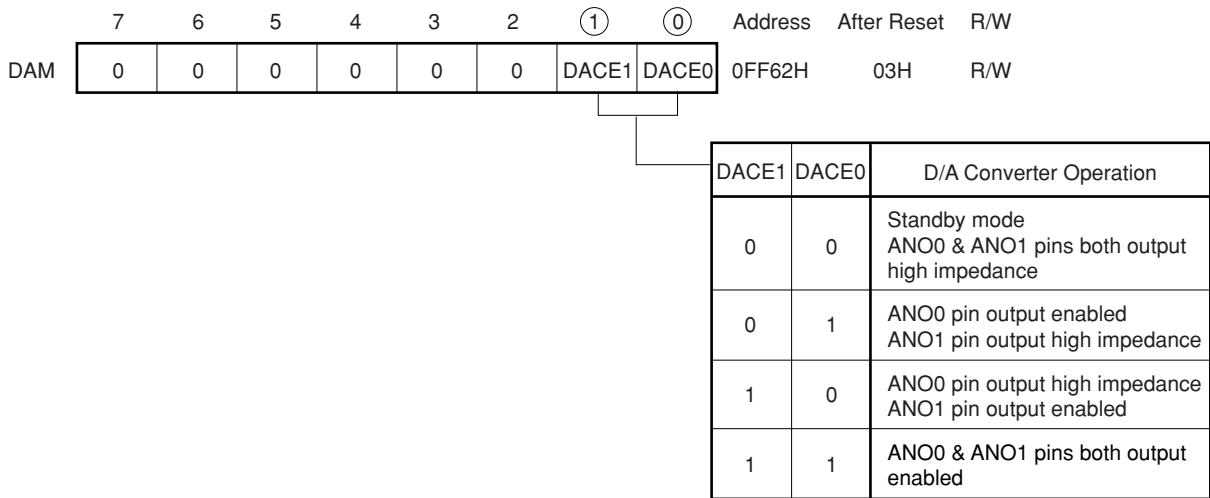 7 6 5 4 3 2 1 0 Address After Reset R/W
DAM 0 0 0 0 0 0 DACE1 DACE0 0FF62H 03H R/W
DACE1 DACE0 D/A Converter Operation
0 0 Standby mode
ANO0 & ANO1 pins both output
high impedance
0 1 ANO0 pin output enabled
ANO1 pin output high impedance
1 0 ANO0 pin output high impedance
ANO1 pin output enabled
1 1 ANO0 & ANO1 pins both output
enabled